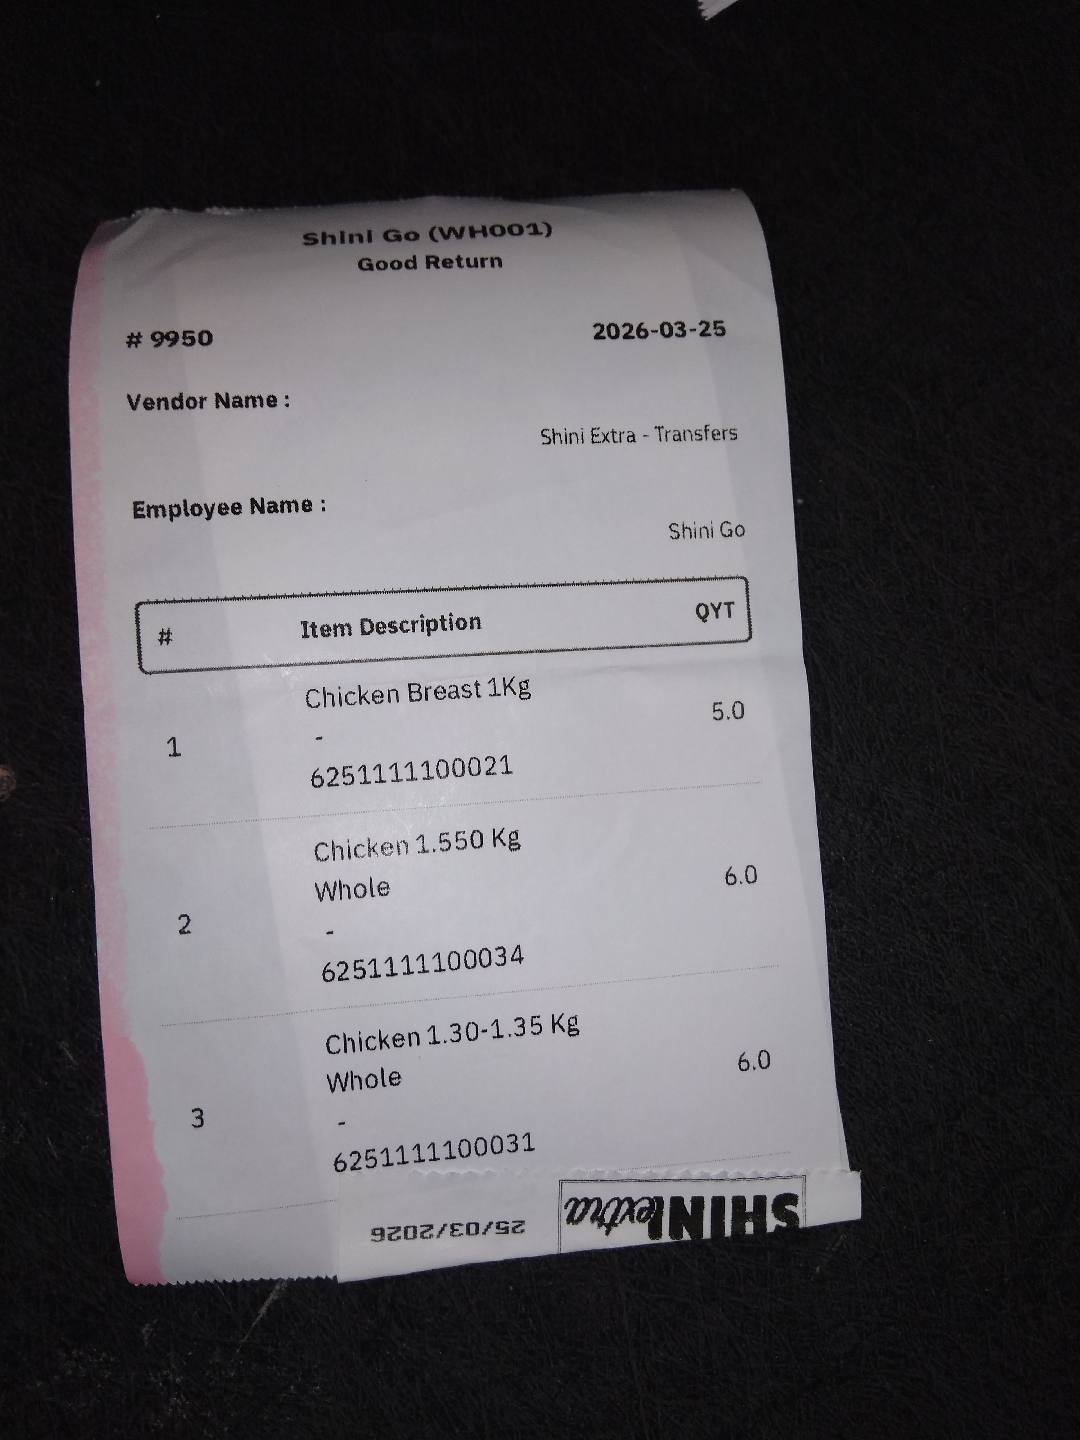 Shini Go (WH001)
Good Return
# 9950 2026-03-25
Vendor Name :
Shini Extra - Transfers
Employee Name :
Shini Go
# Item Description QYT
Chicken Breast 1Kg
1 - 5.0
6251111100021
Chicken 1.550 Kg
Whole 6.0
2 -
6251111100034
Chicken 1.30-1.35 Kg
Whole 6.0
3 -
6251111100031
SHINI extra 25/03/2026